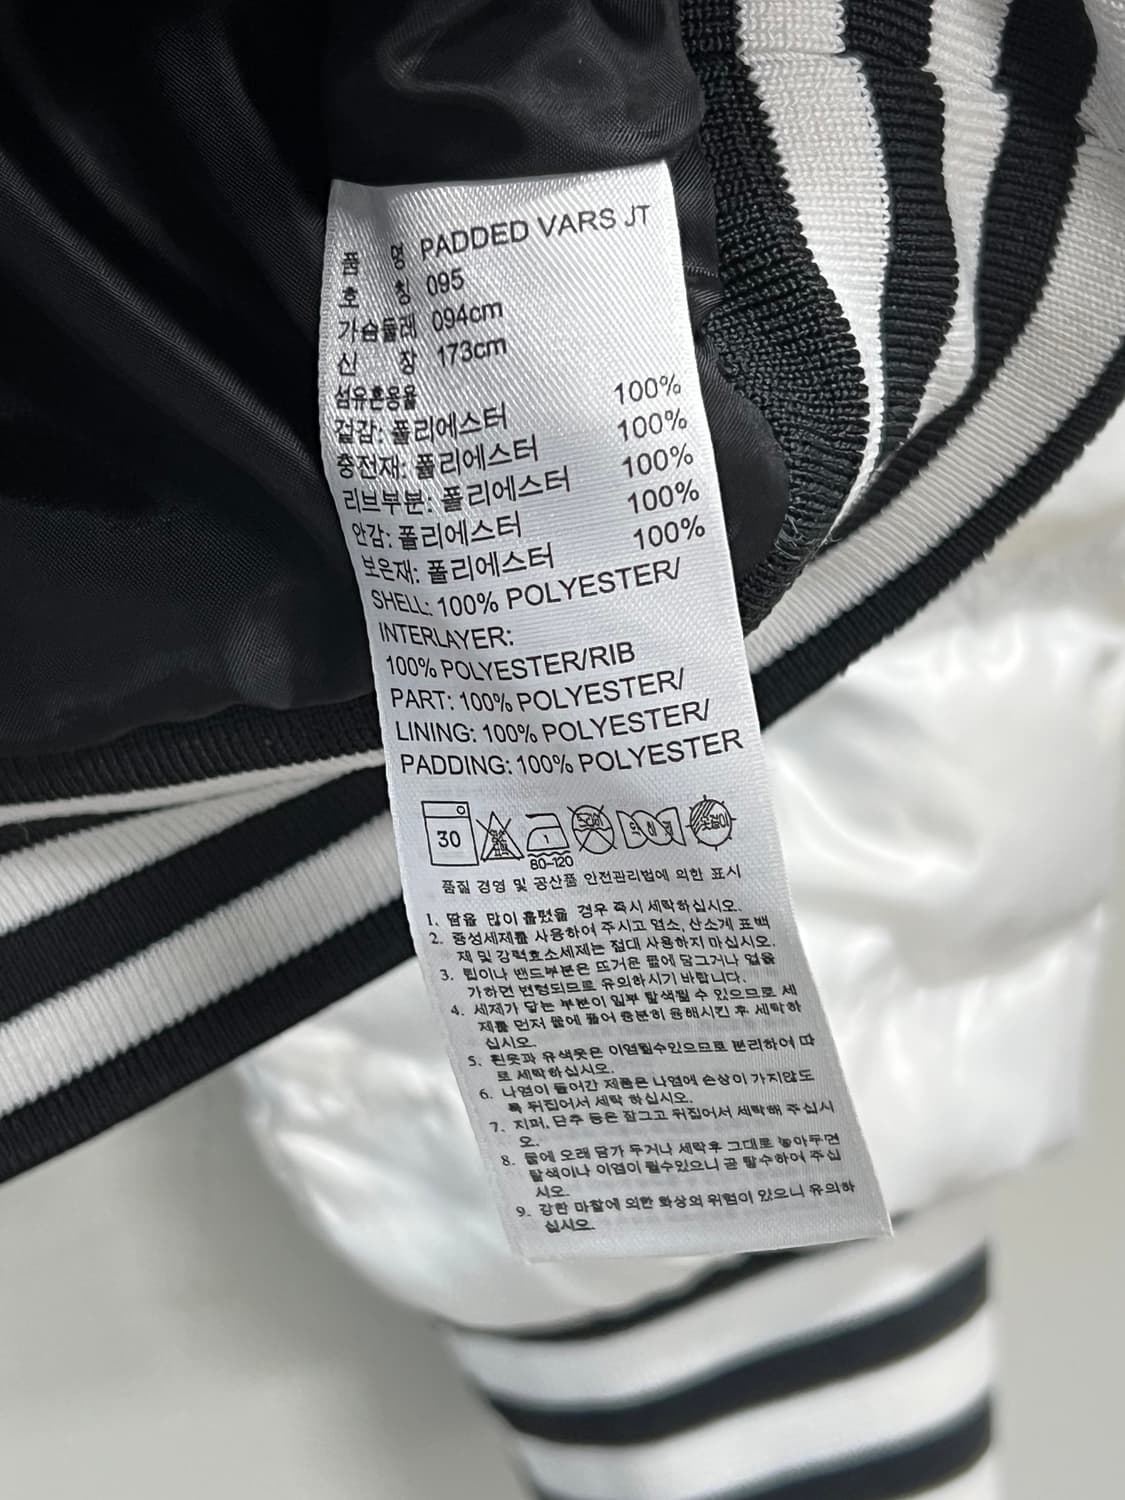 품 명 PADDED VARS JT
호 칭 095
가슴둘레 094cm
신 장 173cm
섬유혼용율
겉감: 폴리에스터 100%
충전재: 폴리에스터 100%
리브부분: 폴리에스터 100%
안감: 폴리에스터 100%
보온재: 폴리에스터 100%
SHELL: 100% POLYESTER/
INTERLAYER:
100% POLYESTER/RIB
PART: 100% POLYESTER/
LINING: 100% POLYESTER/
PADDING: 100% POLYESTER
30 80-120 드라이 약 하 게 옷걸이
품질 경영 및 공산품 안전관리법에 의한 표시
1. 땀을 많이 흘렸을 경우 즉시 세탁하십시오.
2. 중성세제를 사용하여 주시고 염소, 산소계 표백
제 및 강력효소세제는 절대 사용하지 마십시오.
3. 립이나 밴드부분은 뜨거운 물에 담그거나 열을
가하면 변형되므로 유의하시기 바랍니다.
4. 세제가 닿는 부분이 일부 탈색될 수 있으므로 세
제를 먼저 물에 풀어 충분히 용해시킨 후 세탁하
십시오.
5. 흰옷과 유색옷은 이염될수있으므로 분리하여 따
로 세탁하십시오.
6. 나염이 들어간 제품은 나염에 손상이 가지않도
록 뒤집어서 세탁 하십시오.
7. 지퍼, 단추 등은 잠그고 뒤집어서 세탁해 주십시
오.
8. 물에 오래 담가 두거나 세탁후 그대로 놓아두면
탈색이나 이염이 될수있으니 곧 탈수하여 주십
시오.
9. 강한 마찰에 의한 화상의 위험이 있으니 유의하
십시오.